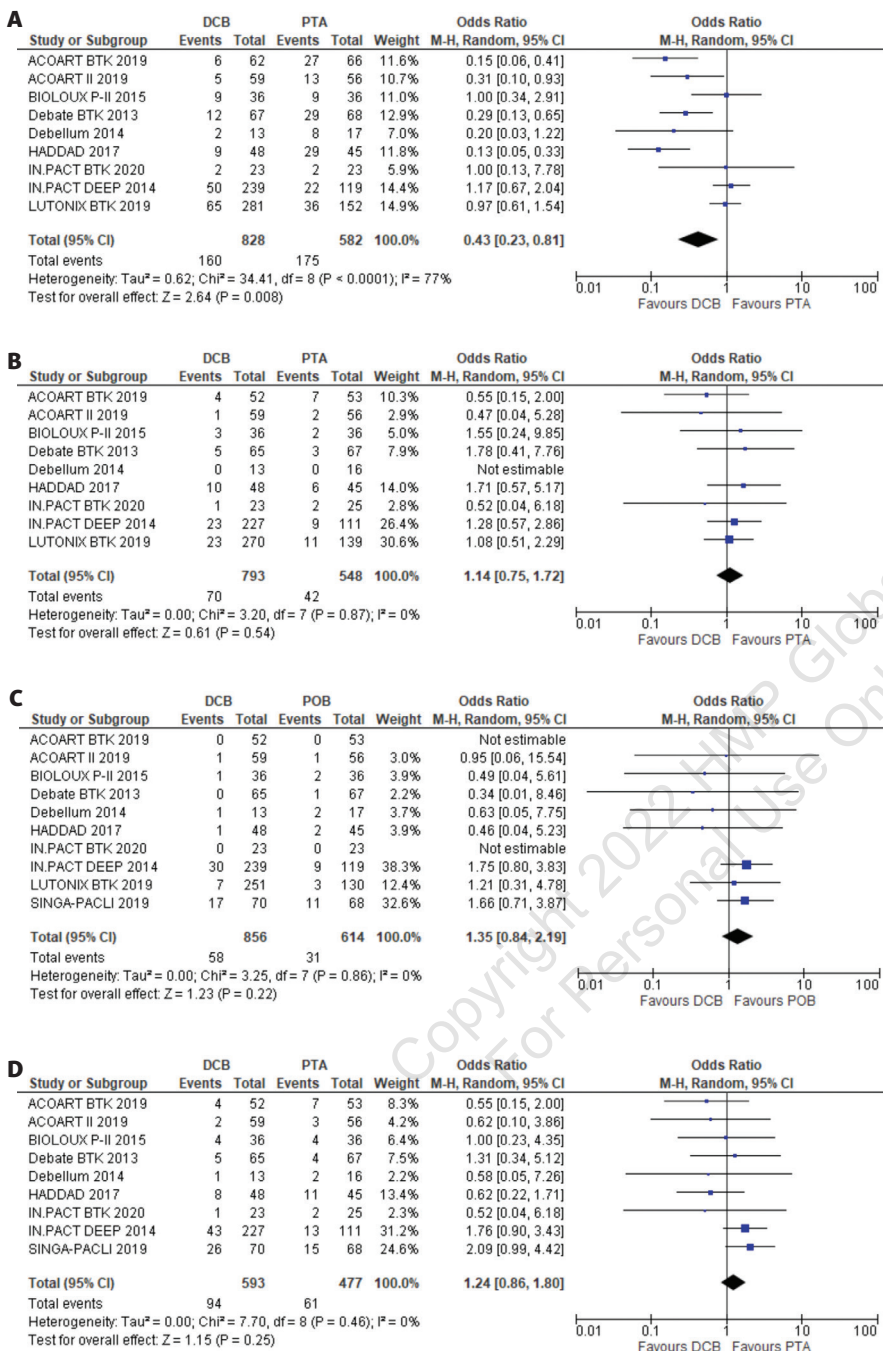 A
DCB PTA Odds Ratio Odds Ratio
Study or Subgroup Events Total Events Total Weight M-H, Random, 95% CI M-H, Random, 95% CI
ACOART BTK 2019 6 62 27 66 11.6% 0.15 [0.06, 0.41]
ACOART II 2019 5 59 13 56 10.7% 0.31 [0.10, 0.93]
BIOLOUX P-II 2015 9 36 9 36 11.0% 1.00 [0.34, 2.91]
Debate BTK 2013 12 67 29 68 12.9% 0.29 [0.13, 0.65]
Debellum 2014 2 13 8 17 7.0% 0.20 [0.03, 1.22]
HADDAD 2017 9 48 29 45 11.8% 0.13 [0.05, 0.33]
IN.PACT BTK 2020 2 23 2 23 5.9% 1.00 [0.13, 7.78]
IN.PACT DEEP 2014 50 239 22 119 14.4% 1.17 [0.67, 2.04]
LUTONIX BTK 2019 65 281 36 152 14.9% 0.97 [0.61, 1.54]
Total (95% CI) 828 582 100.0% 0.43 [0.23, 0.81]
Total events 160 175
Heterogeneity: Tau² = 0.62; Chi² = 34.41, df = 8 (P < 0.0001); I² = 77%
Test for overall effect: Z = 2.64 (P = 0.008)
0.01 0.1 1 10 100
Favours DCB Favours PTA
B
DCB PTA Odds Ratio Odds Ratio
Study or Subgroup Events Total Events Total Weight M-H, Random, 95% CI M-H, Random, 95% CI
ACOART BTK 2019 4 52 7 53 10.3% 0.55 [0.15, 2.00]
ACOART II 2019 1 59 2 56 2.9% 0.47 [0.04, 5.28]
BIOLOUX P-II 2015 3 36 2 36 5.0% 1.55 [0.24, 9.85]
Debate BTK 2013 5 65 3 67 7.9% 1.78 [0.41, 7.76]
Debellum 2014 0 13 0 16 Not estimable
HADDAD 2017 10 48 6 45 14.0% 1.71 [0.57, 5.17]
IN.PACT BTK 2020 1 23 2 25 2.8% 0.52 [0.04, 6.18]
IN.PACT DEEP 2014 23 227 9 111 26.4% 1.28 [0.57, 2.86]
LUTONIX BTK 2019 23 270 11 139 30.6% 1.08 [0.51, 2.29]
Total (95% CI) 793 548 100.0% 1.14 [0.75, 1.72]
Total events 70 42
Heterogeneity: Tau² = 0.00; Chi² = 3.20, df = 7 (P = 0.87); I² = 0%
Test for overall effect: Z = 0.61 (P = 0.54)
0.01 0.1 1 10 100
Favours DCB Favours PTA
C
DCB POB Odds Ratio Odds Ratio
Study or Subgroup Events Total Events Total Weight M-H, Random, 95% CI M-H, Random, 95% CI
ACOART BTK 2019 0 52 0 53 Not estimable
ACOART II 2019 1 59 1 56 3.0% 0.95 [0.06, 15.54]
BIOLOUX P-II 2015 1 36 2 36 3.9% 0.49 [0.04, 5.61]
Debate BTK 2013 0 65 1 67 2.2% 0.34 [0.01, 8.46]
Debellum 2014 1 13 2 17 3.7% 0.63 [0.05, 7.75]
HADDAD 2017 1 48 2 45 3.9% 0.46 [0.04, 5.23]
IN.PACT BTK 2020 0 23 0 23 Not estimable
IN.PACT DEEP 2014 30 239 9 119 38.3% 1.75 [0.80, 3.83]
LUTONIX BTK 2019 7 251 3 130 12.4% 1.21 [0.31, 4.78]
SINGA-PACLI 2019 17 70 11 68 32.6% 1.66 [0.71, 3.87]
Total (95% CI) 856 614 100.0% 1.35 [0.84, 2.19]
Total events 58 31
Heterogeneity: Tau² = 0.00; Chi² = 3.25, df = 7 (P = 0.86); I² = 0%
Test for overall effect: Z = 1.23 (P = 0.22)
0.01 0.1 1 10 100
Favours DCB Favours POB
D
DCB PTA Odds Ratio Odds Ratio
Study or Subgroup Events Total Events Total Weight M-H, Random, 95% CI M-H, Random, 95% CI
ACOART BTK 2019 4 52 7 53 8.3% 0.55 [0.15, 2.00]
ACOART II 2019 2 59 3 56 4.2% 0.62 [0.10, 3.86]
BIOLOUX P-II 2015 4 36 4 36 6.4% 1.00 [0.23, 4.35]
Debate BTK 2013 5 65 4 67 7.5% 1.31 [0.34, 5.12]
Debellum 2014 1 13 2 16 2.2% 0.58 [0.05, 7.26]
HADDAD 2017 8 48 11 45 13.4% 0.62 [0.22, 1.71]
IN.PACT BTK 2020 1 23 2 25 2.3% 0.52 [0.04, 6.18]
IN.PACT DEEP 2014 43 227 13 111 31.2% 1.76 [0.90, 3.43]
SINGA-PACLI 2019 26 70 15 68 24.6% 2.09 [0.99, 4.42]
Total (95% CI) 593 477 100.0% 1.24 [0.86, 1.80]
Total events 94 61
Heterogeneity: Tau² = 0.00; Chi² = 7.70, df = 8 (P = 0.46); I² = 0%
Test for overall effect: Z = 1.15 (P = 0.25)
0.01 0.1 1 10 100
Favours DCB Favours PTA
Copyright 2022 HMP Globa
For Personal Use Onl